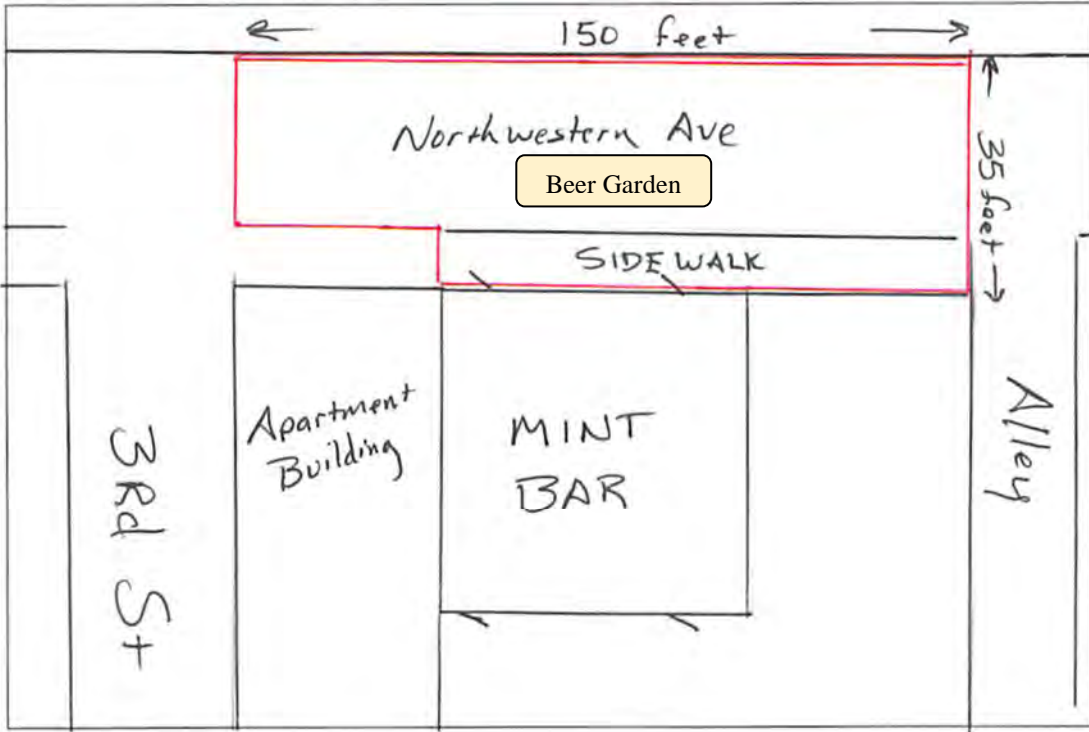 150 feet
Northwestern Ave
35 feet
Beer Garden
SIDEWALK
Apartment
Building
MINT
BAR
3Rd St
Alley